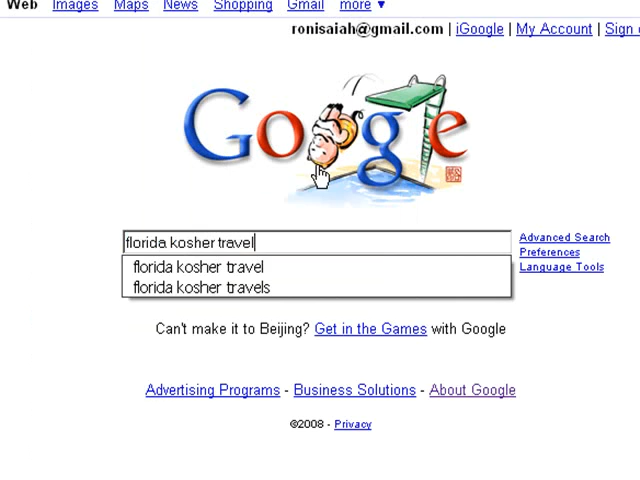 Web Images Maps News Shopping Gmail more ▼
ronisaiah@gmail.com | iGoogle | My Account | Sign
Google
florida kosher travel
Advanced Search
Preferences
Language Tools
florida kosher travel
florida kosher travels
Can't make it to Beijing? Get in the Games with Google
Advertising Programs - Business Solutions - About Google
©2008 - Privacy